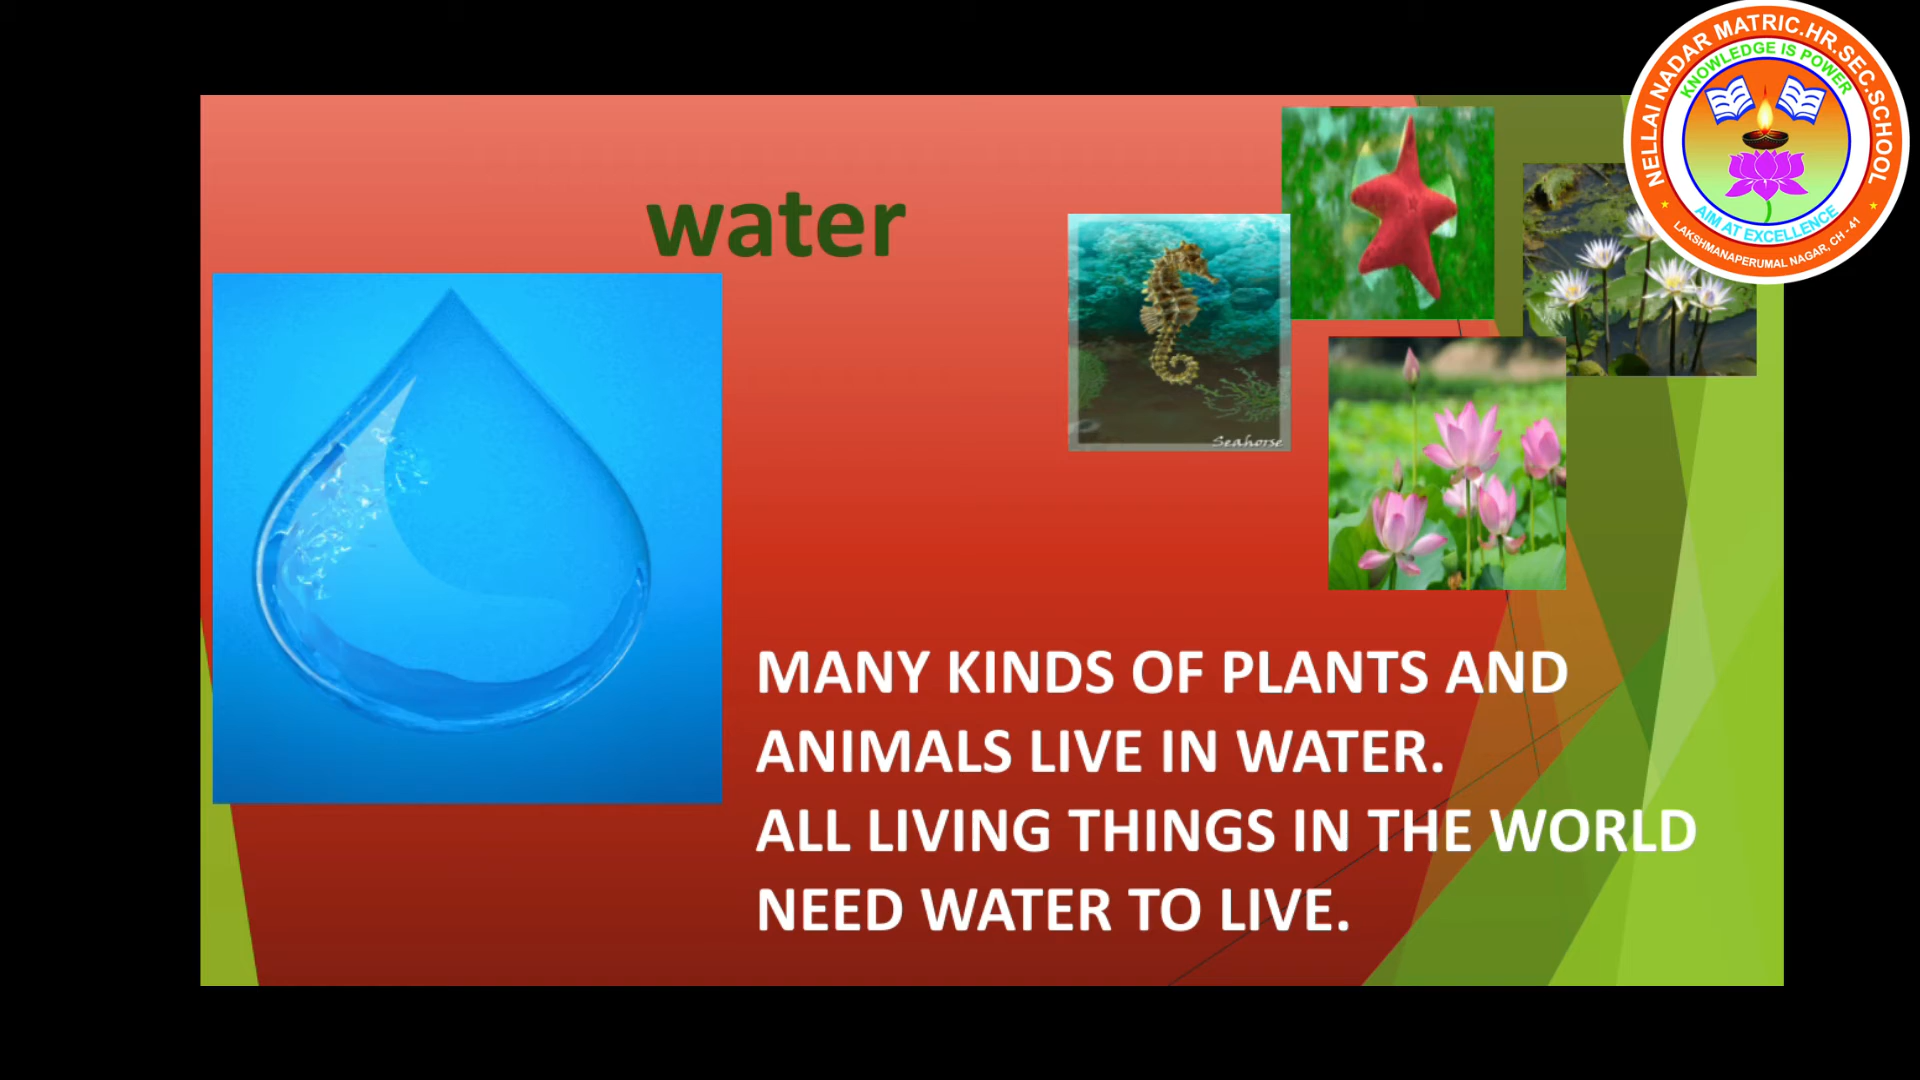 water
Seahorse
MANY KINDS OF PLANTS AND
ANIMALS LIVE IN WATER.
ALL LIVING THINGS IN THE WORLD
NEED WATER TO LIVE.
NELLAI NADAR MATRIC.HR.SEC.SCHOOL
KNOWLEDGE IS POWER
AIM AT EXCELLENCE
LAKSHMANAPERUMAL NAGAR, CH - 41